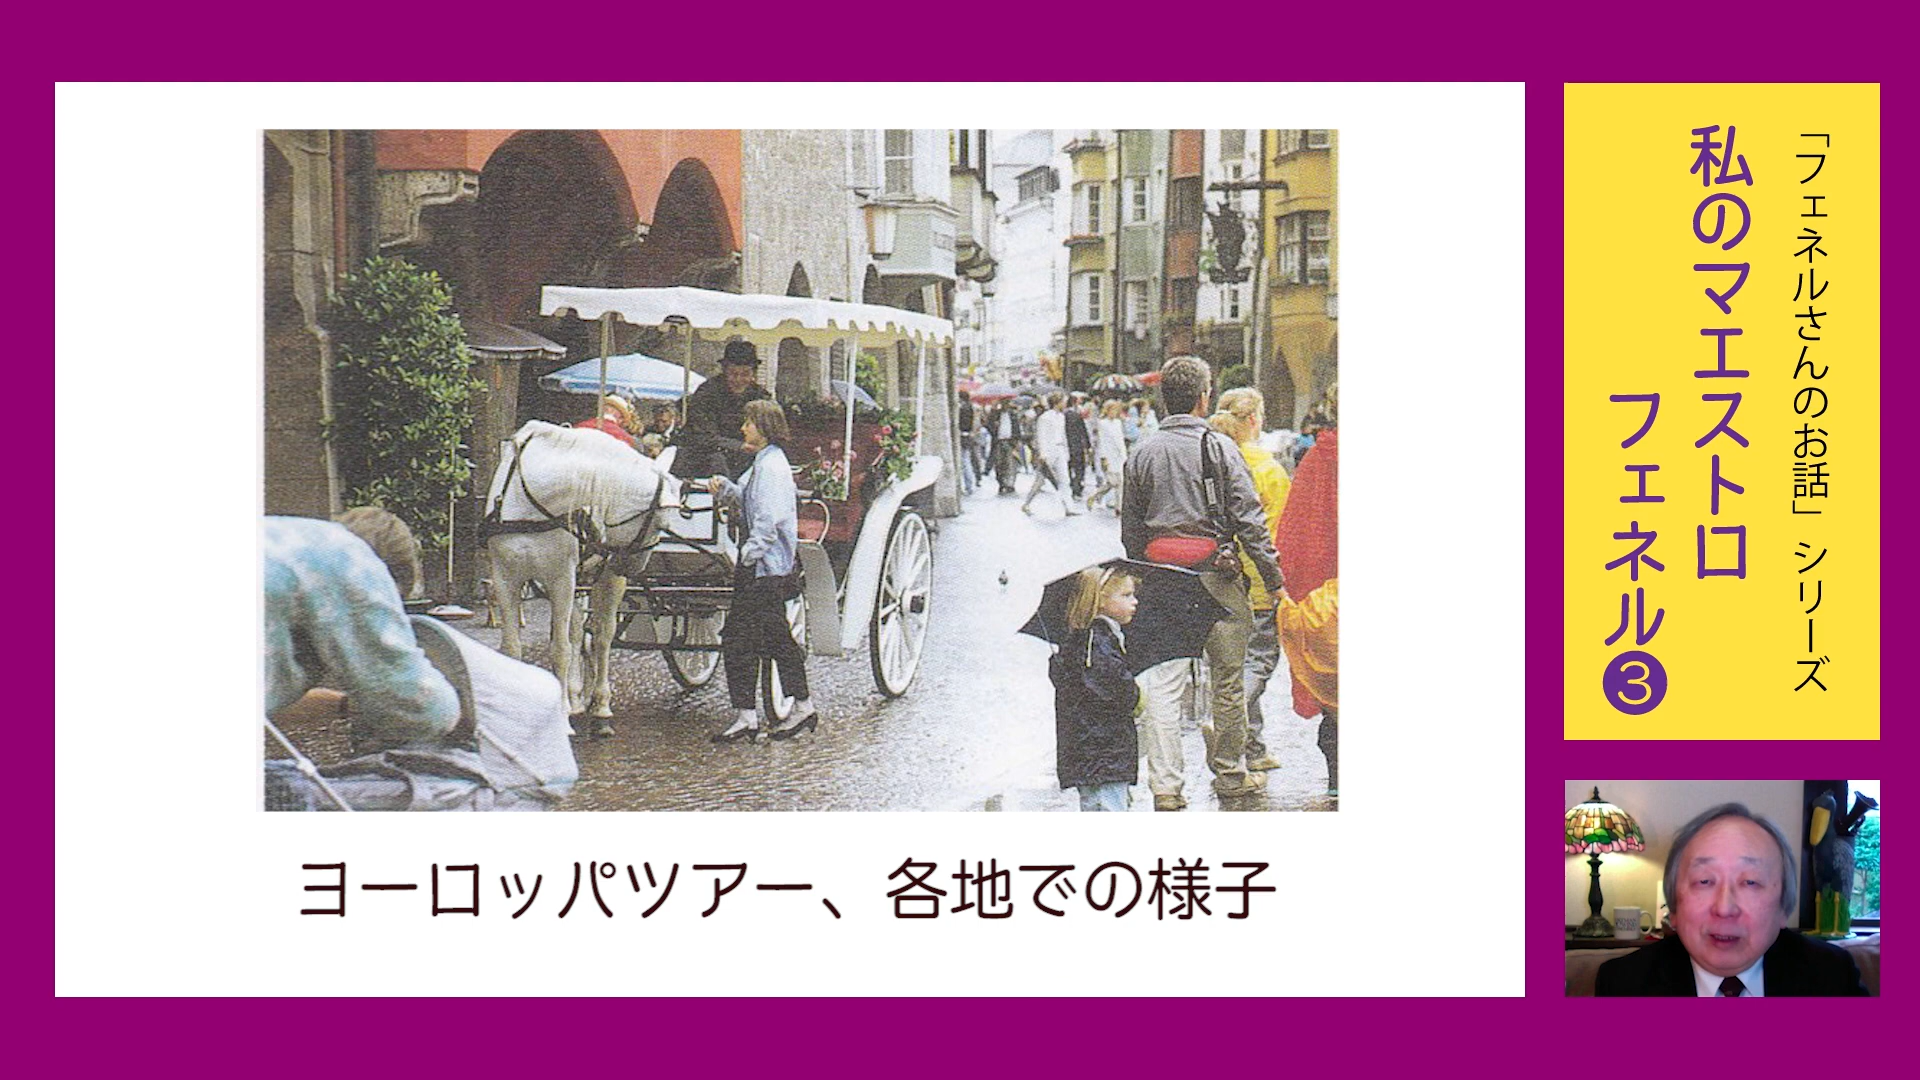 「フェネルさんのお話」シリーズ
私のマエストロ
フェネル❸
ヨーロッパツアー、各地での様子